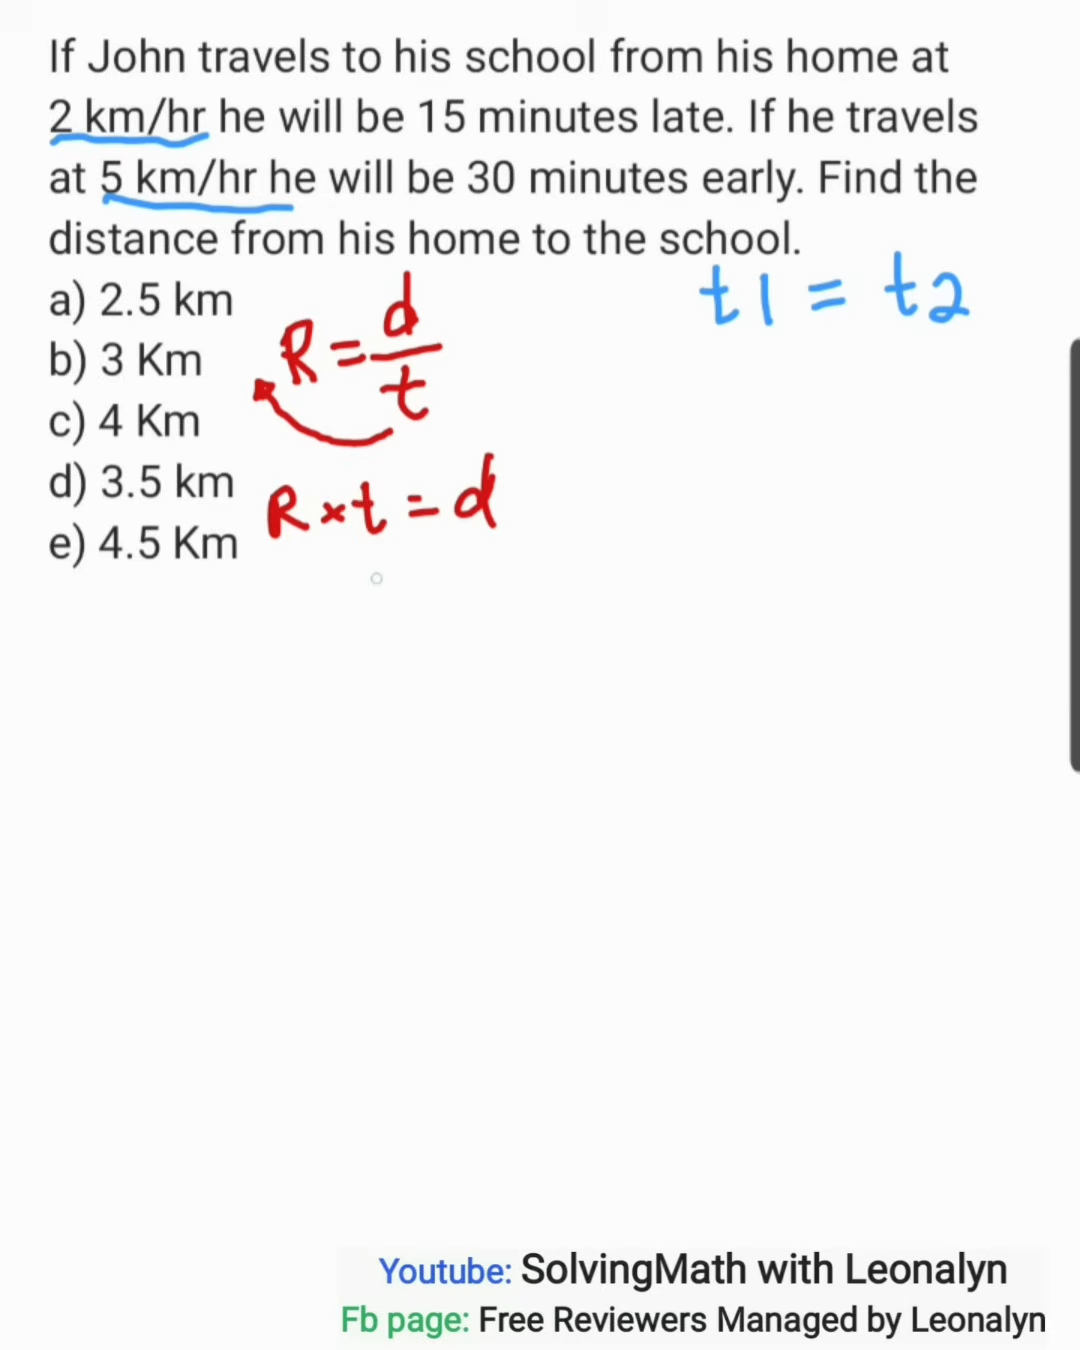 If John travels to his school from his home at
2 km/hr he will be 15 minutes late. If he travels
at 5 km/hr he will be 30 minutes early. Find the
distance from his home to the school.
t1 = t2
a) 2.5 km
b) 3 Km
R = d/t
c) 4 Km
d) 3.5 km
R × t = d
e) 4.5 Km
Youtube: SolvingMath with Leonalyn
Fb page: Free Reviewers Managed by Leonalyn